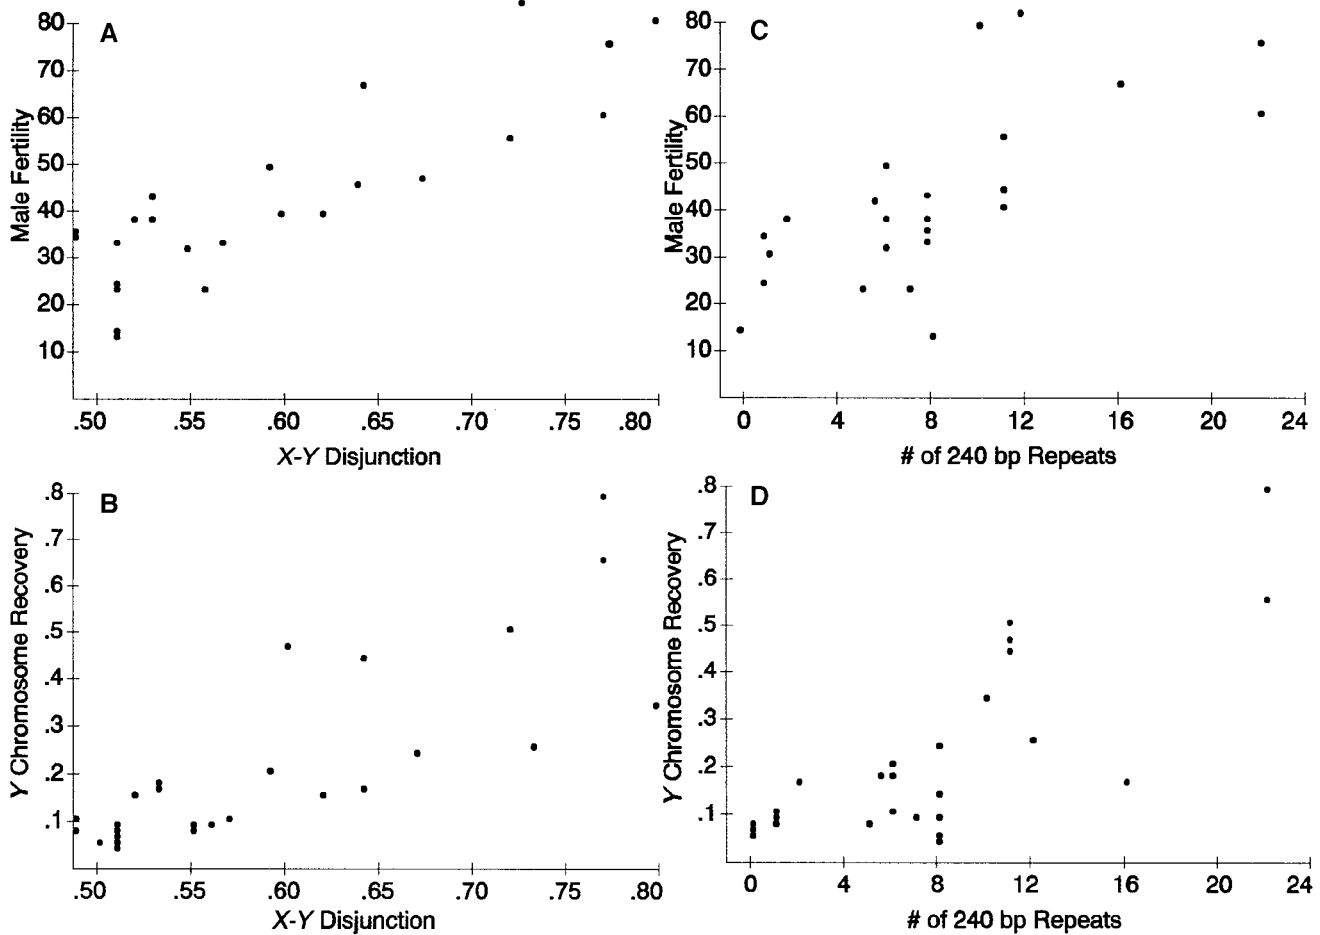 A
Male Fertility
80
70
60
50
40
30
20
10
.50 .55 .60 .65 .70 .75 .80
X-Y Disjunction
C
Male Fertility
80
70
60
50
40
30
20
10
0 4 8 12 16 20 24
# of 240 bp Repeats
B
Y Chromosome Recovery
.8
.7
.6
.5
.4
.3
.2
.1
.50 .55 .60 .65 .70 .75 .80
X-Y Disjunction
D
Y Chromosome Recovery
.8
.7
.6
.5
.4
.3
.2
.1
0 4 8 12 16 20 24
# of 240 bp Repeats